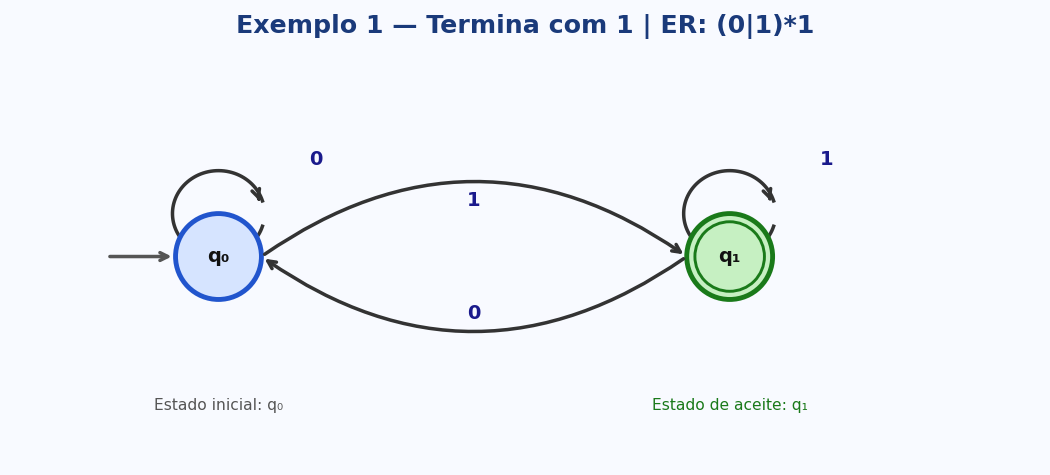 Exemplo 1 — Termina com 1 | ER: (0|1)*1
0
1
1
q₀
q₁
0
Estado inicial: q₀
Estado de aceite: q₁